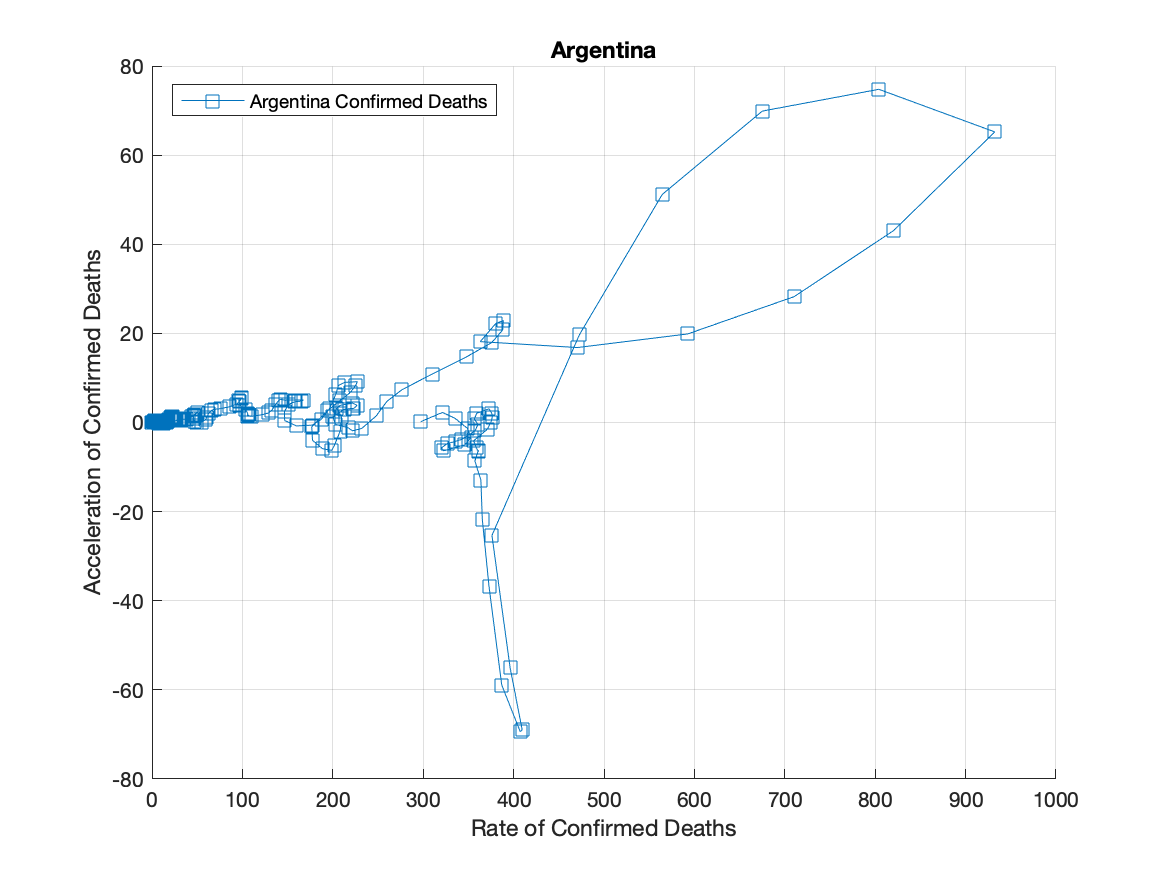 Argentina
Argentina Confirmed Deaths
80
60
40
20
0
-20
-40
-60
-80
Acceleration of Confirmed Deaths
0 100 200 300 400 500 600 700 800 900 1000
Rate of Confirmed Deaths